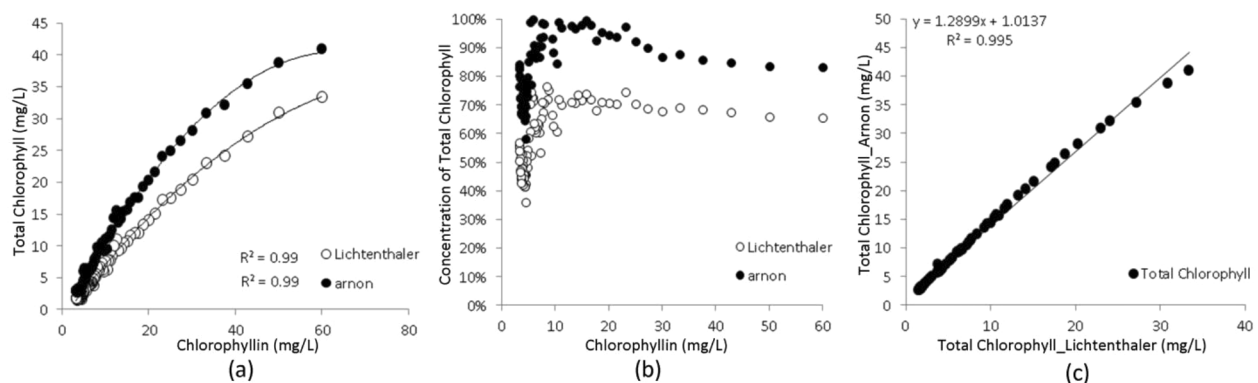 45
40
35
30
25
20
15
10
5
0
Total Chlorophyll (mg/L)
R² = 0.99
R² = 0.99
Lichtenthaler
arnon
0 20 40 60 80
Chlorophyllin (mg/L)
(a)
100%
90%
80%
70%
60%
50%
40%
30%
20%
10%
0%
Concentration of Total Chlorophyll
Lichtenthaler
arnon
0 10 20 30 40 50 60
Chlorophyllin (mg/L)
(b)
50
45
40
35
30
25
20
15
10
5
0
Total Chlorophyll_Arnon (mg/L)
y = 1.2899x + 1.0137
R² = 0.995
Total Chlorophyll
0 10 20 30 40
Total Chlorophyll_Lichtenthaler (mg/L)
(c)